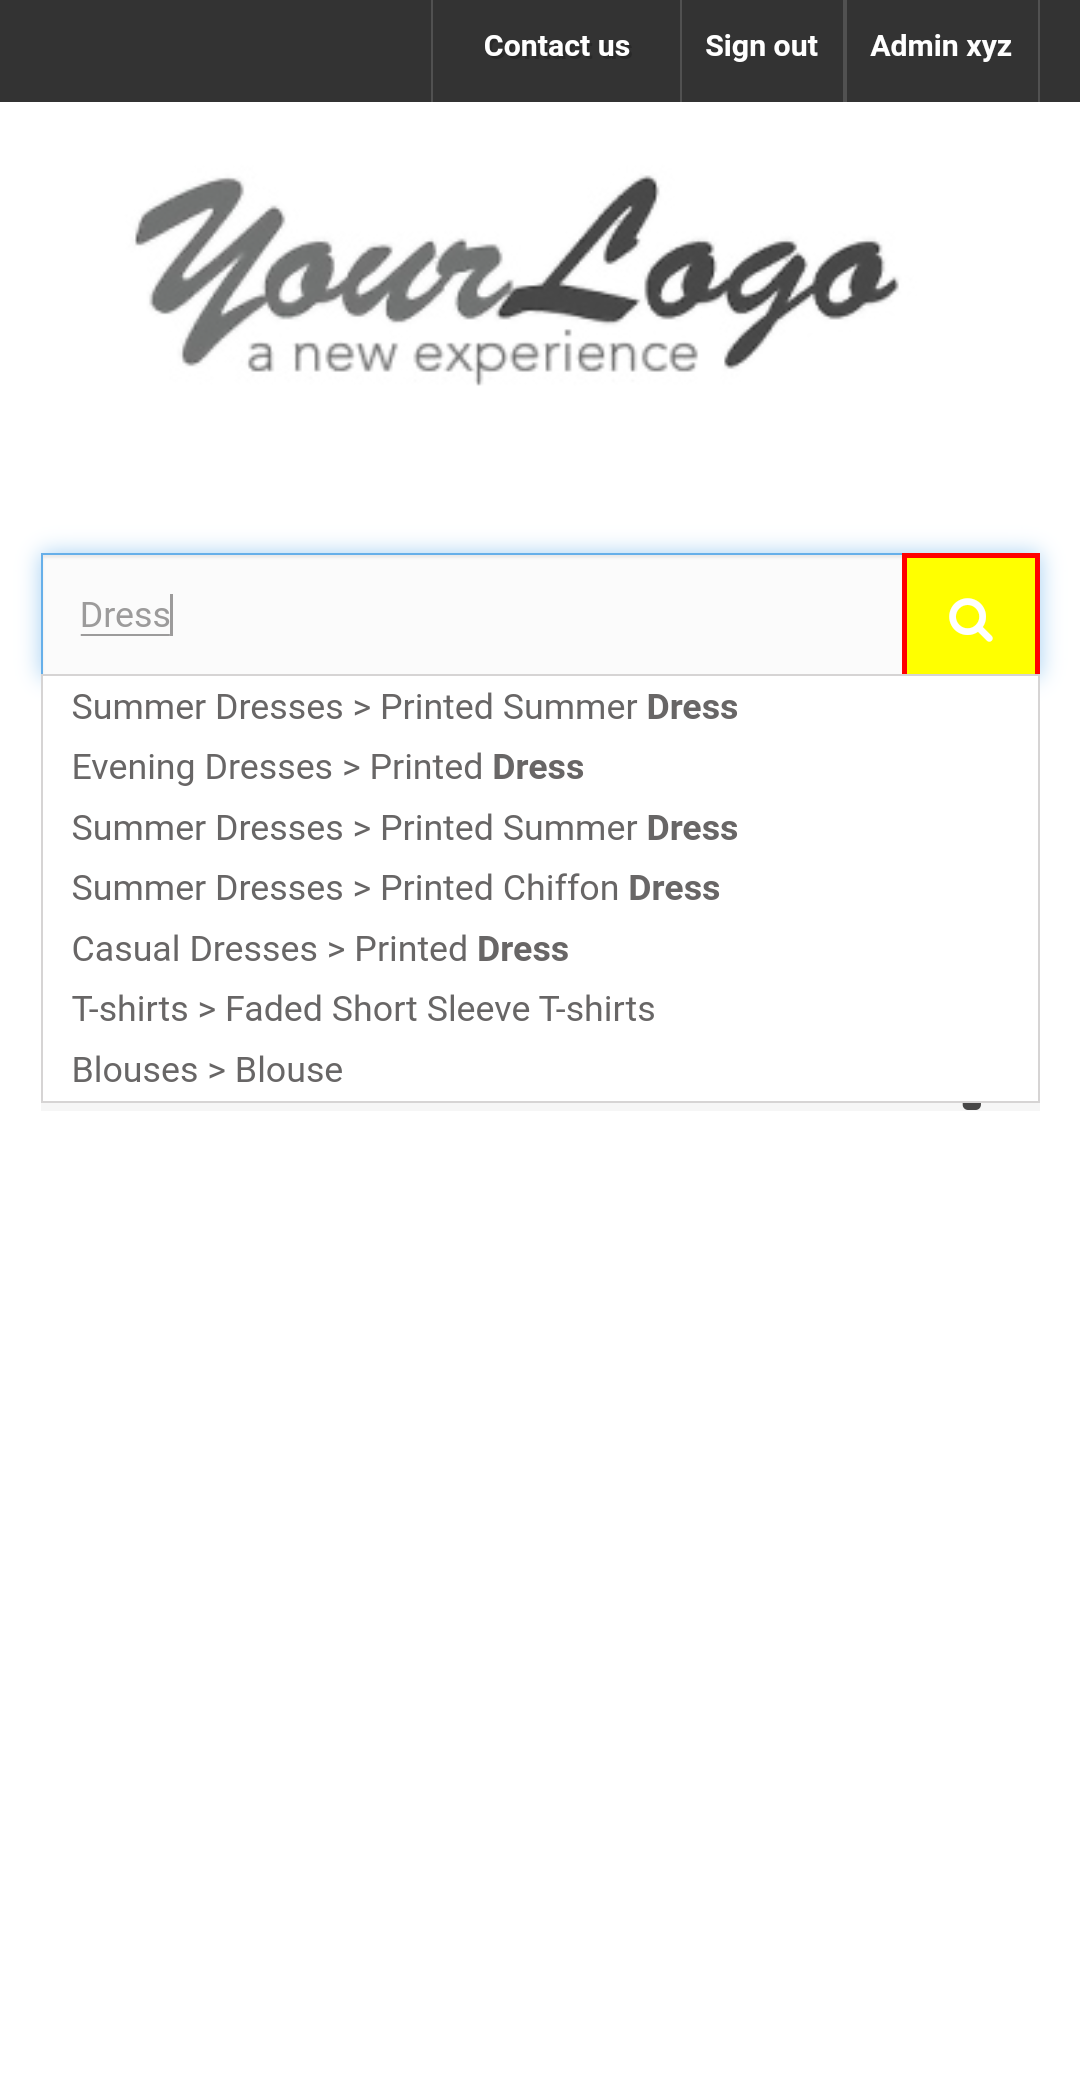 Contact us
Sign out
Admin xyz
YourLogo
a new experience
Dress
Summer Dresses > Printed Summer Dress
Evening Dresses > Printed Dress
Summer Dresses > Printed Summer Dress
Summer Dresses > Printed Chiffon Dress
Casual Dresses > Printed Dress
T-shirts > Faded Short Sleeve T-shirts
Blouses > Blouse